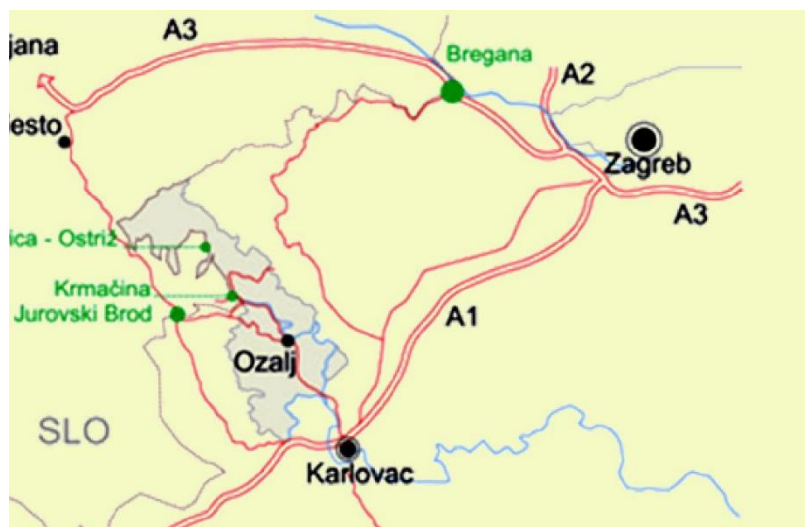 A3
jana
Bregana
A2
esto
Zagreb
A3
ica - Ostriž
Krmačina
Jurovski Brod
A1
Ozalj
SLO
Karlovac